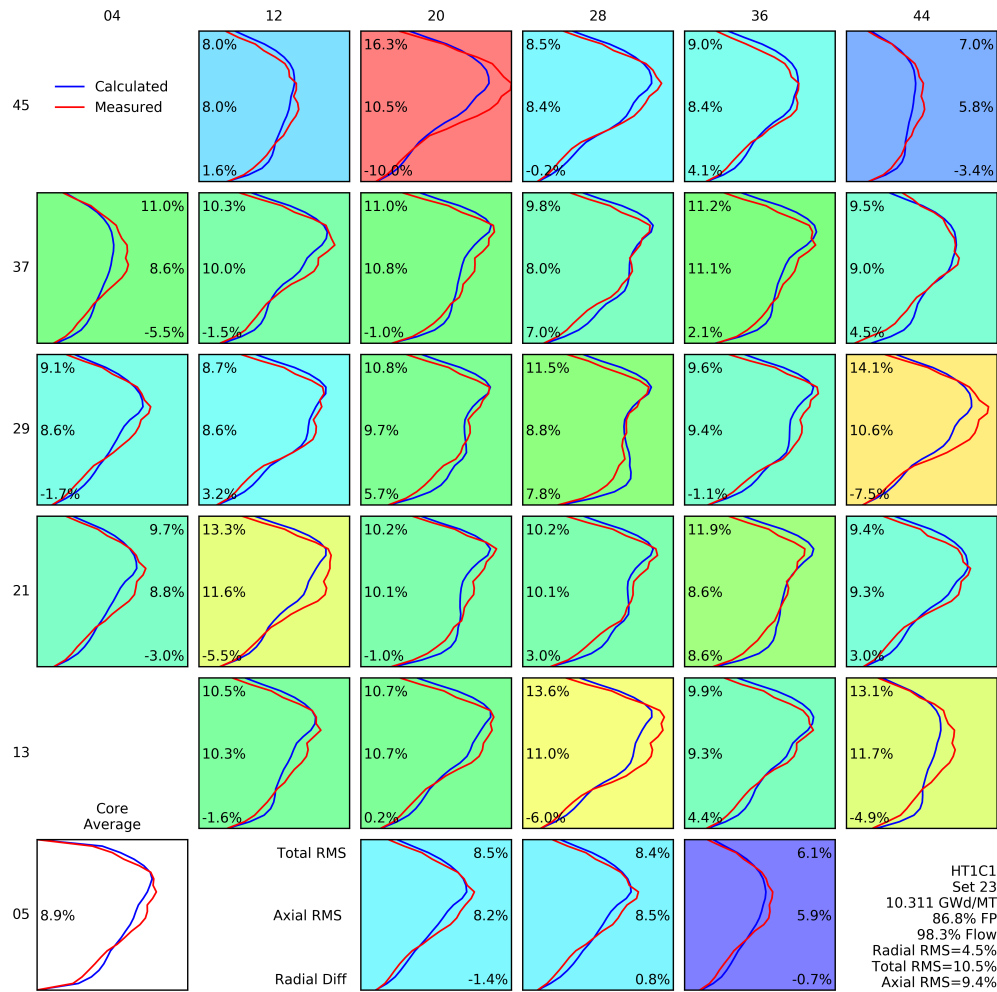 04 12 20 28 36 44
Calculated
Measured
45
8.0% 16.3% 8.5% 9.0% 7.0%
8.0% 10.5% 8.4% 8.4% 5.8%
1.6% -10.0% -0.2% 4.1% -3.4%
37
11.0% 10.3% 11.0% 9.8% 11.2% 9.5%
8.6% 10.0% 10.8% 8.0% 11.1% 9.0%
-5.5% -1.5% -1.0% 7.0% 2.1% 4.5%
29
9.1% 8.7% 10.8% 11.5% 9.6% 14.1%
8.6% 8.6% 9.7% 8.8% 9.4% 10.6%
-1.7% 3.2% 5.7% 7.8% -1.1% -7.5%
21
9.7% 13.3% 10.2% 10.2% 11.9% 9.4%
8.8% 11.6% 10.1% 10.1% 8.6% 9.3%
-3.0% -5.5% -1.0% 3.0% 8.6% 3.0%
13
10.5% 10.7% 13.6% 9.9% 13.1%
10.3% 10.7% 11.0% 9.3% 11.7%
-1.6% 0.2% -6.0% 4.4% -4.9%
Core
Average
05
8.9%
Total RMS 8.5% 8.4% 6.1%
Axial RMS 8.2% 8.5% 5.9%
Radial Diff -1.4% 0.8% -0.7%
HT1C1
Set 23
10.311 GWd/MT
86.8% FP
98.3% Flow
Radial RMS=4.5%
Total RMS=10.5%
Axial RMS=9.4%